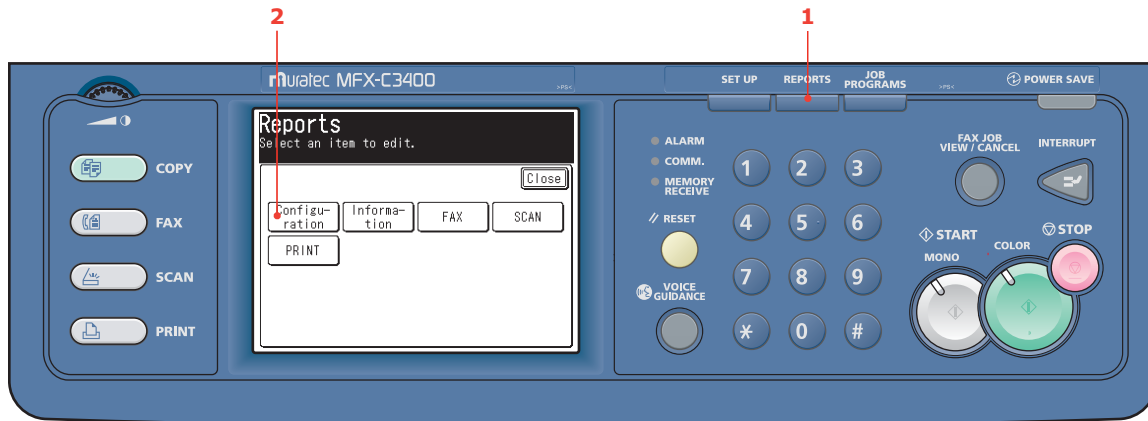 2
1
muratec MFX-C3400
>PS<
SET UP
REPORTS
JOB
PROGRAMS
>PS<
POWER SAVE
Reports
Select an item to edit.
Close
Configu-
ration
Informa-
tion
FAX
SCAN
PRINT
COPY
FAX
SCAN
PRINT
ALARM
COMM.
MEMORY
RECEIVE
RESET
VOICE
GUIDANCE
1
2
3
4
5
6
7
8
9
*
0
#
FAX JOB
VIEW / CANCEL
INTERRUPT
START
MONO
COLOR
STOP